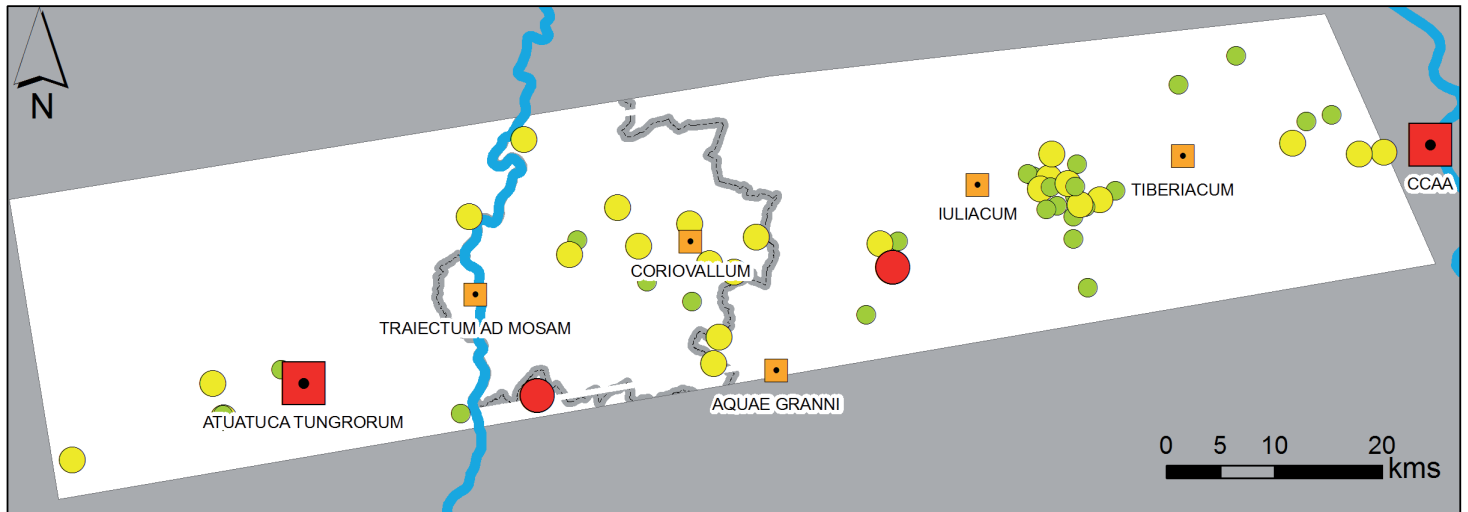 N
TIBERIACUM
CCAA
IULIACUM
CORIOVALLUM
TRAIECTUM AD MOSAM
AQUAE GRANNI
ATUATUCA TUNGRORUM
0 5 10 20
kms